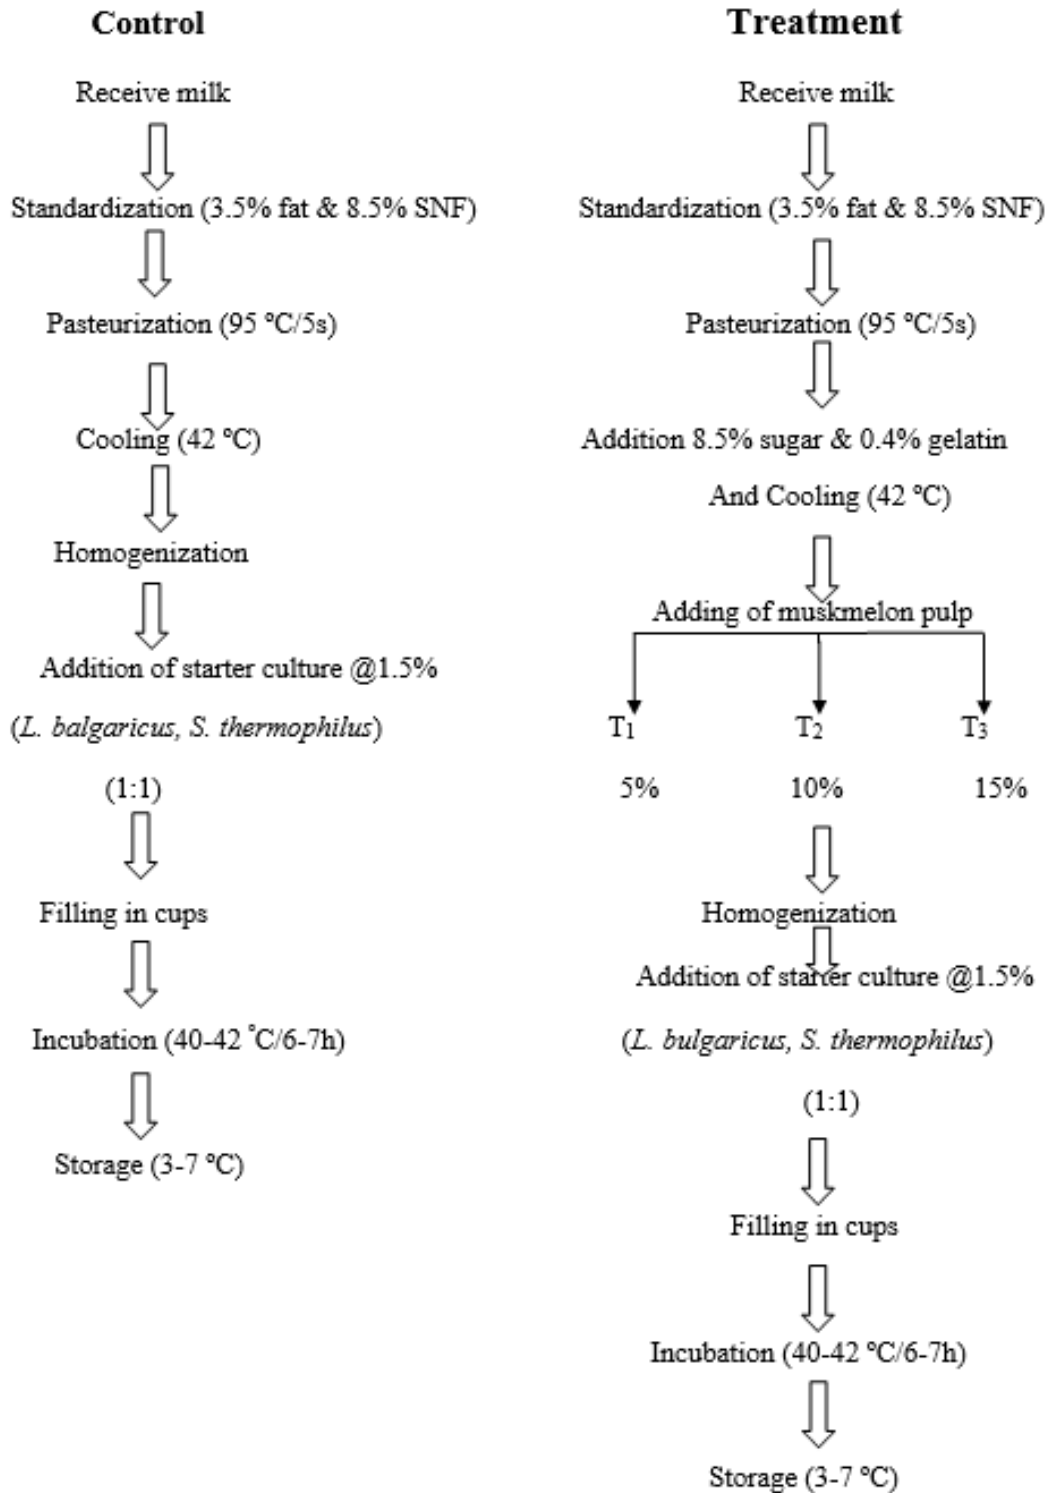 Control
Receive milk
Standardization (3.5% fat & 8.5% SNF)
Pasteurization (95 °C/5s)
Cooling (42 °C)
Homogenization
Addition of starter culture @1.5%
(L. balgaricus, S. thermophilus)
(1:1)
Filling in cups
Incubation (40-42 °C/6-7h)
Storage (3-7 °C)
Treatment
Receive milk
Standardization (3.5% fat & 8.5% SNF)
Pasteurization (95 °C/5s)
Addition 8.5% sugar & 0.4% gelatin
And Cooling (42 °C)
Adding of muskmelon pulp
T₁ T₂ T₃
5% 10% 15%
Homogenization
Addition of starter culture @1.5%
(L. bulgaricus, S. thermophilus)
(1:1)
Filling in cups
Incubation (40-42 °C/6-7h)
Storage (3-7 °C)